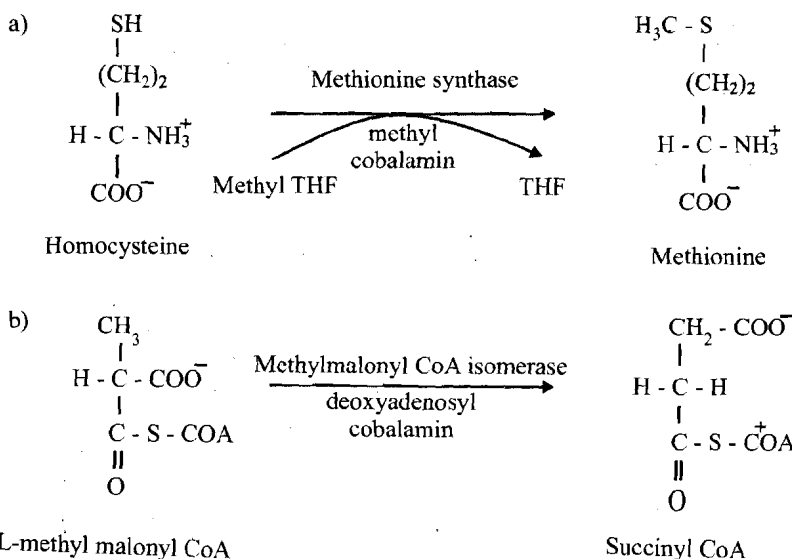 a)
SH
(CH₂)₂
H - C - NH₃⁺
COO⁻
Homocysteine
Methionine synthase
methyl
cobalamin
Methyl THF
THF
H₃C - S
(CH₂)₂
H - C - NH₃⁺
COO⁻
Methionine
b)
CH₃
H - C - COO⁻
C - S - COA
O
L-methyl malonyl CoA
Methylmalonyl CoA isomerase
deoxyadenosyl
cobalamin
CH₂ - COO⁻
H - C - H
C - S - C⁺OA
O
Succinyl CoA